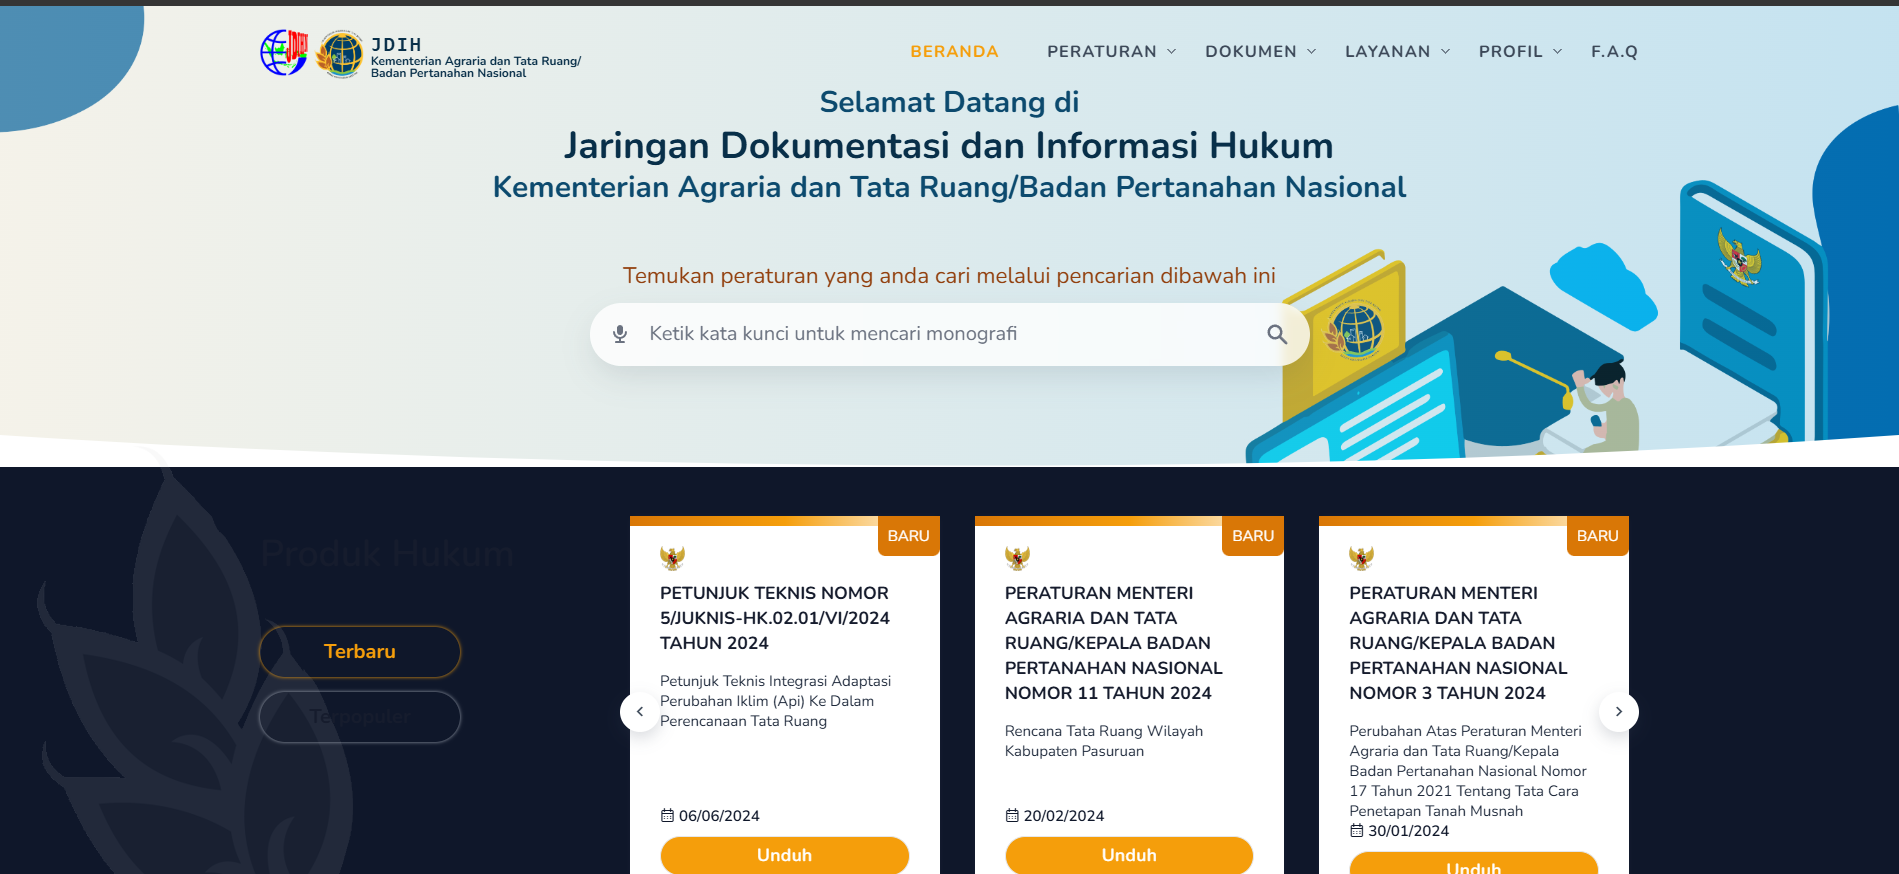 JDIH
Kementerian Agraria dan Tata Ruang/
Badan Pertanahan Nasional
BERANDA
PERATURAN
DOKUMEN
LAYANAN
PROFIL
F.A.Q
Selamat Datang di
Jaringan Dokumentasi dan Informasi Hukum
Kementerian Agraria dan Tata Ruang/Badan Pertanahan Nasional
Temukan peraturan yang anda cari melalui pencarian dibawah ini
Ketik kata kunci untuk mencari monografi
Produk Hukum
Terbaru
Terpopuler
BARU
PETUNJUK TEKNIS NOMOR
5/JUKNIS-HK.02.01/VI/2024
TAHUN 2024
Petunjuk Teknis Integrasi Adaptasi
Perubahan Iklim (Api) Ke Dalam
Perencanaan Tata Ruang
06/06/2024
Unduh
BARU
PERATURAN MENTERI
AGRARIA DAN TATA
RUANG/KEPALA BADAN
PERTANAHAN NASIONAL
NOMOR 11 TAHUN 2024
Rencana Tata Ruang Wilayah
Kabupaten Pasuruan
20/02/2024
Unduh
BARU
PERATURAN MENTERI
AGRARIA DAN TATA
RUANG/KEPALA BADAN
PERTANAHAN NASIONAL
NOMOR 3 TAHUN 2024
Perubahan Atas Peraturan Menteri
Agraria dan Tata Ruang/Kepala
Badan Pertanahan Nasional Nomor
17 Tahun 2021 Tentang Tata Cara
Penetapan Tanah Musnah
30/01/2024
Unduh